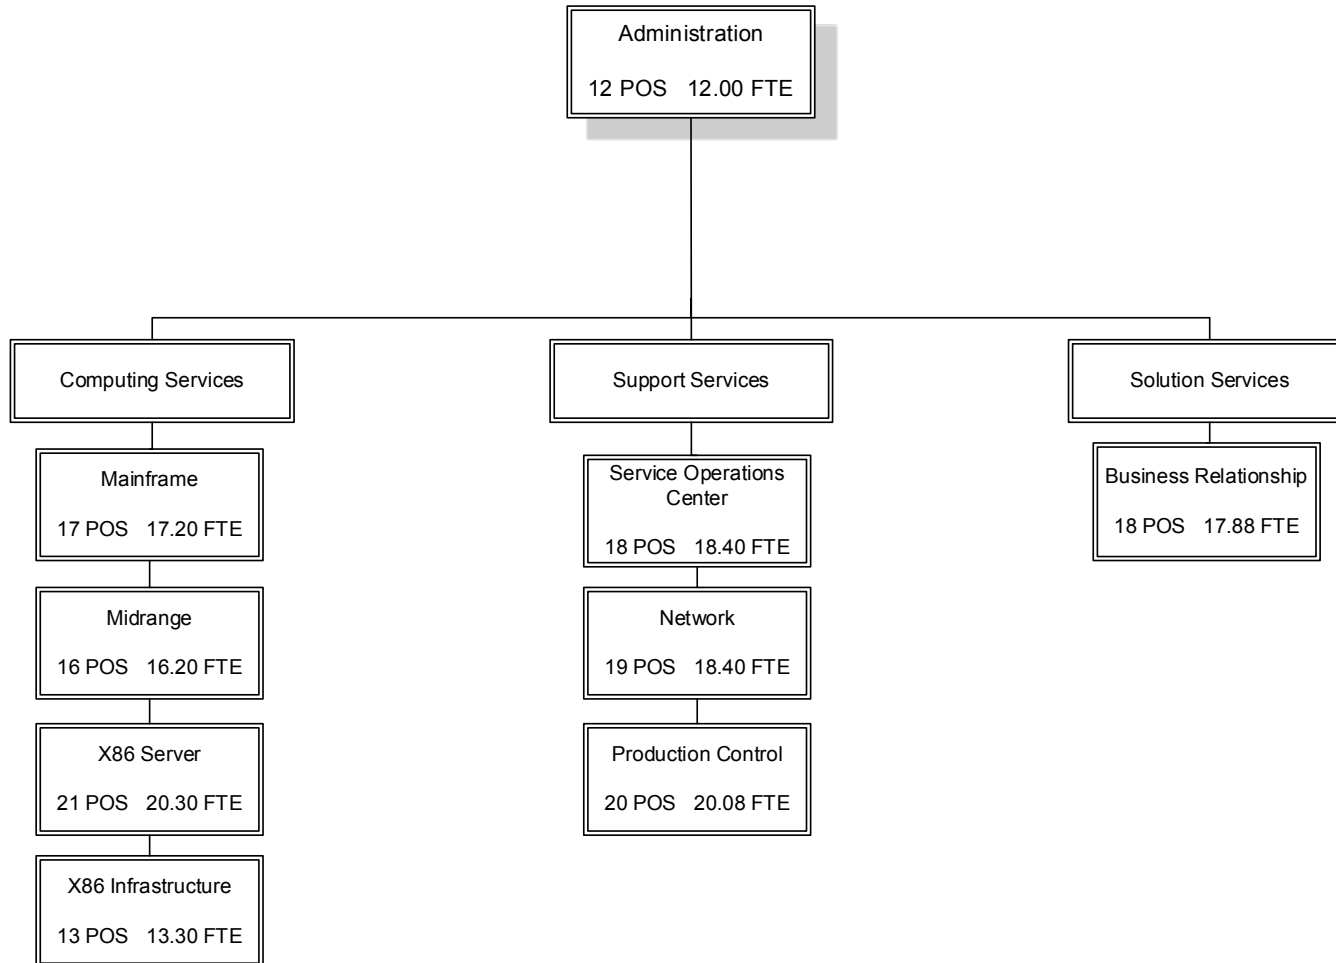 Administration
12 POS 12.00 FTE
Computing Services
Support Services
Solution Services
Mainframe
17 POS 17.20 FTE
Midrange
16 POS 16.20 FTE
X86 Server
21 POS 20.30 FTE
X86 Infrastructure
13 POS 13.30 FTE
Service Operations
Center
18 POS 18.40 FTE
Network
19 POS 18.40 FTE
Production Control
20 POS 20.08 FTE
Business Relationship
18 POS 17.88 FTE